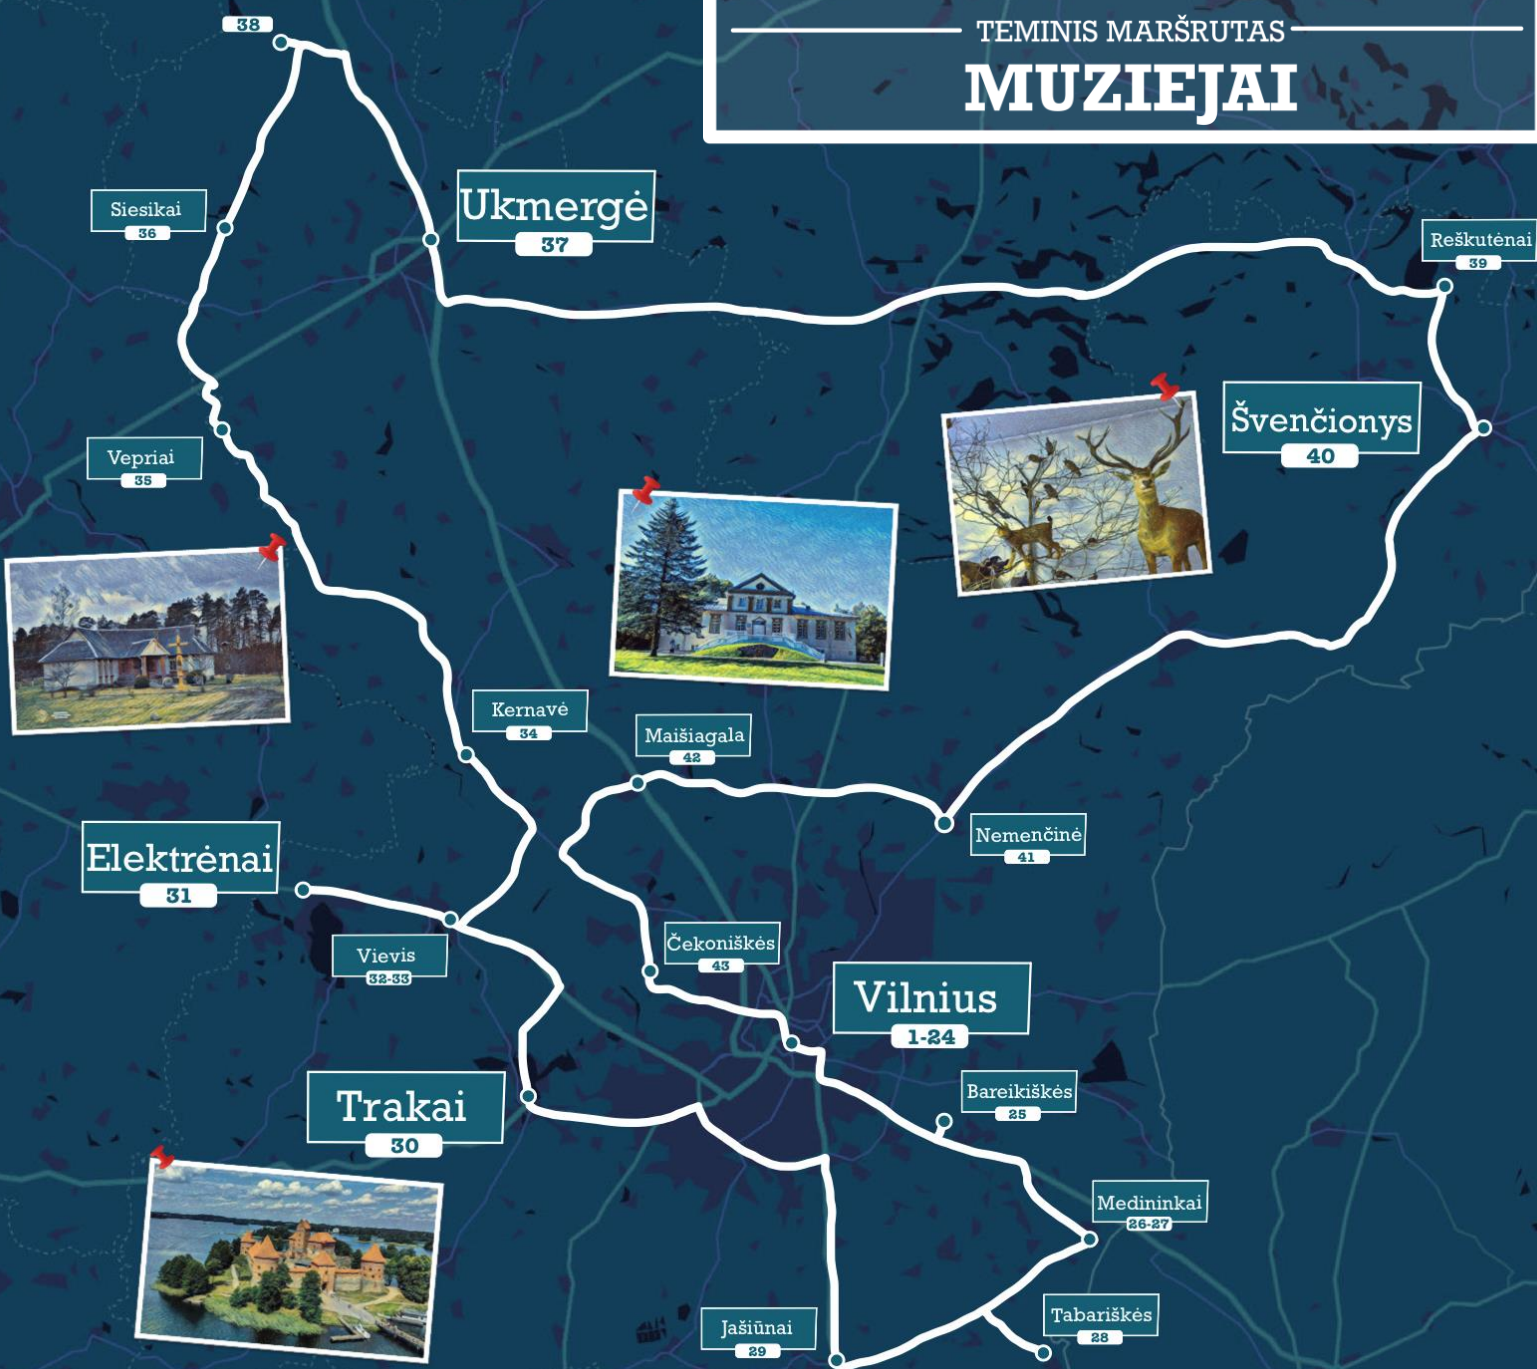 TEMINIS MARŠRUTAS
MUZIEJAI
38
Siesikai
36
Ukmergė
37
Reškutėnai
39
Švenčionys
40
Vepriai
35
Kernavė
34
Maišiagala
42
Nemenčinė
41
Elektrėnai
31
Vievis
32-33
Čekoniškės
43
Vilnius
1-24
Trakai
30
Bareikiškės
25
Medininkai
26-27
Tabariškės
28
Jašiūnai
29